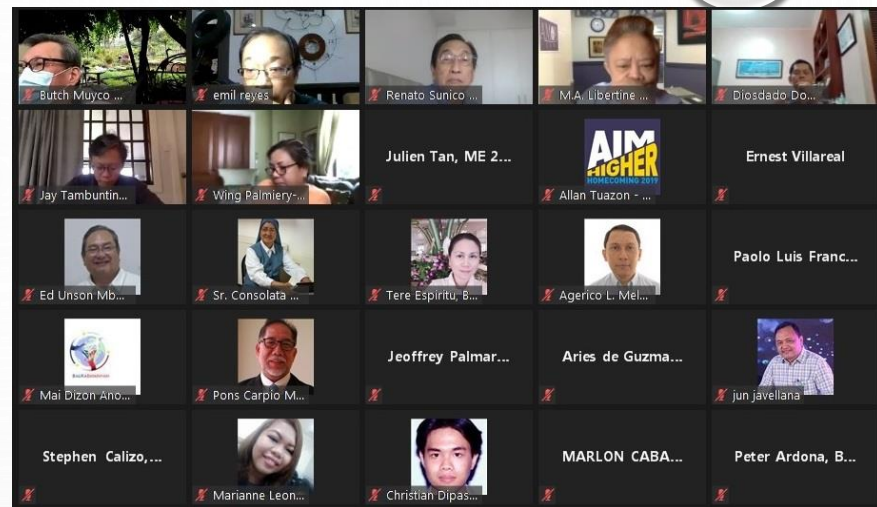 Butch Muyco ...
emil reyes
Renato Sunico ...
M.A. Libertine ...
Diosdado Do...
Jay Tambuntin...
Wing Palmiery-...
Julien Tan, ME 2...
AIM
HIGHER
HOMECOMING 2019
Allan Tuazon - ...
Ernest Villareal
Ed Unson Mb...
Sr. Consolata ...
Tere Espiritu, B...
Agerico L. Mel...
Paolo Luis Franc...
Mai Dizon Ano...
Pons Carpio M...
Jeoffrey Palmar...
Aries de Guzma...
jun javellana
Stephen Calizo,...
Marianne Leon...
Christian Dipas...
MARLON CABA...
Peter Ardona, B...